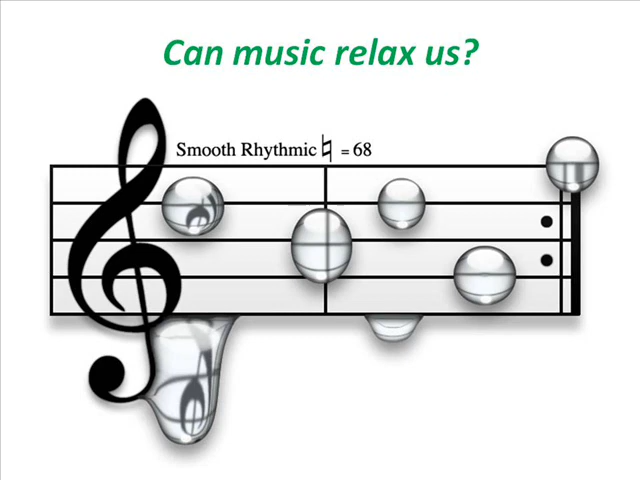 Can music relax us?
Smooth Rhythmic ♮ = 68